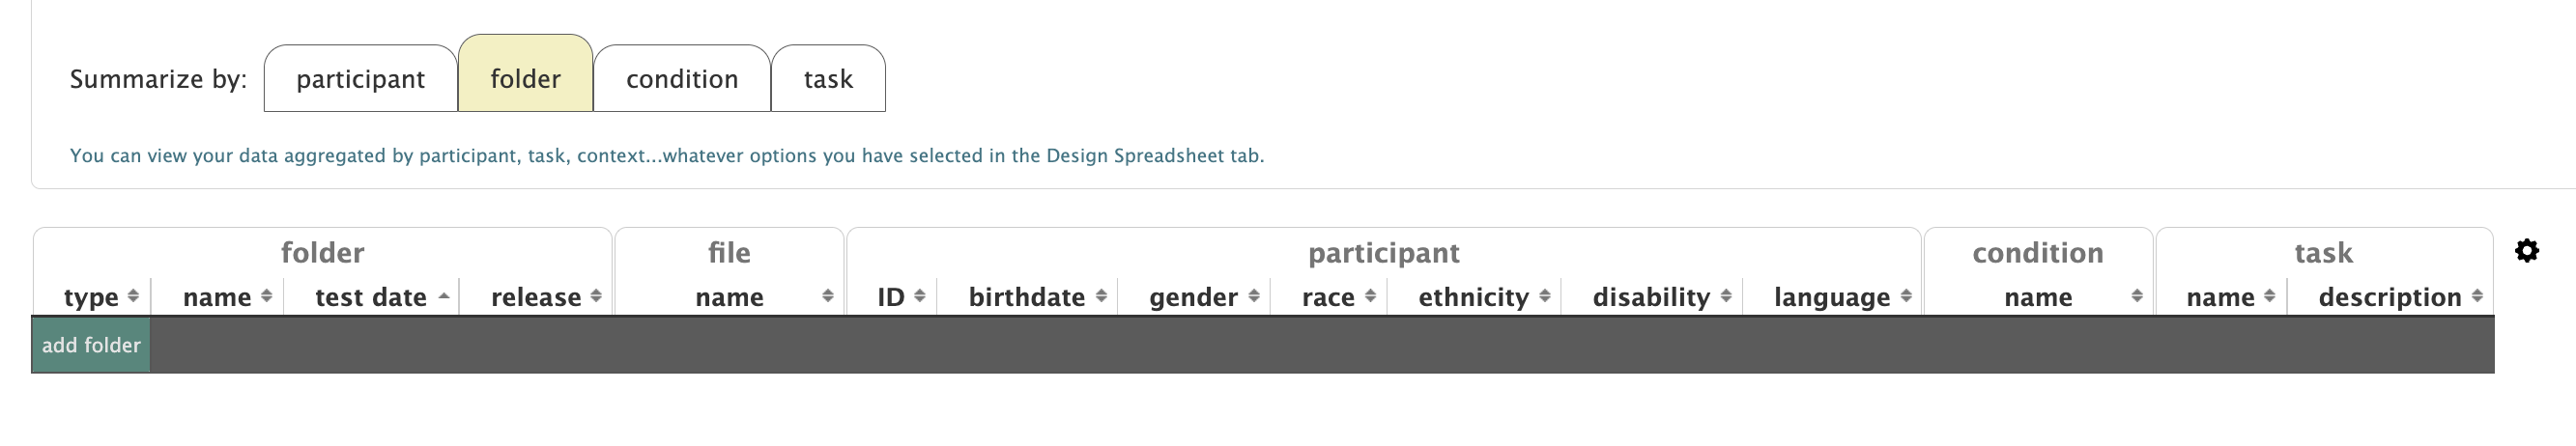 Summarize by: participant folder condition task
You can view your data aggregated by participant, task, context...whatever options you have selected in the Design Spreadsheet tab.
folder file participant condition task
type name test date release name ID birthdate gender race ethnicity disability language name name description
add folder